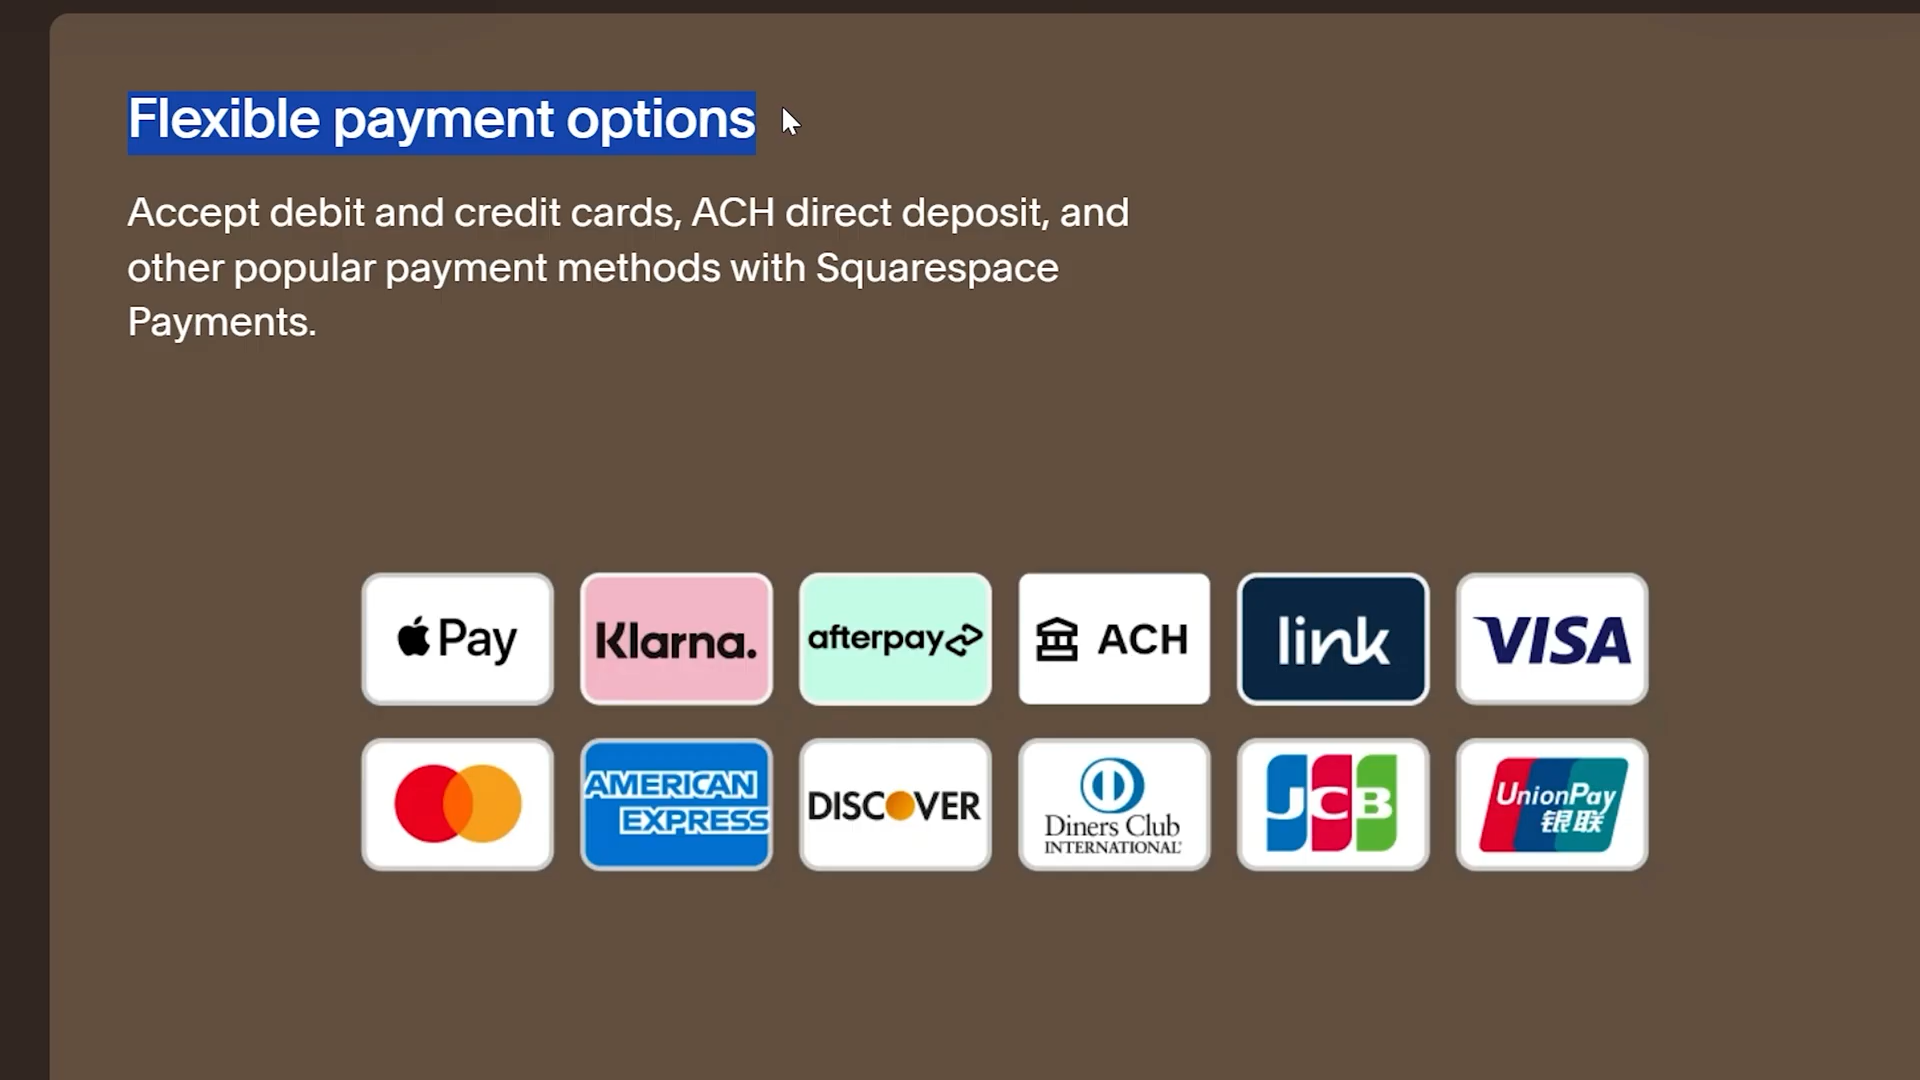 Flexible payment options
Accept debit and credit cards, ACH direct deposit, and
other popular payment methods with Squarespace
Payments.
Pay
Klarna.
afterpay
ACH
link
VISA
AMERICAN
EXPRESS
DISCOVER
Diners Club
INTERNATIONAL
JCB
UnionPay
银联